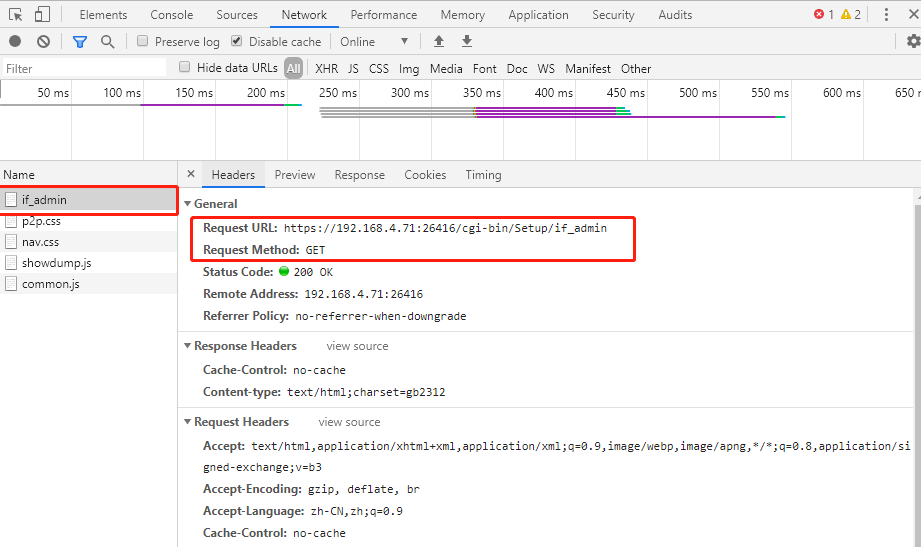 Elements Console Sources Network Performance Memory Application Security Audits 1 2
Preserve log Disable cache Online
Filter Hide data URLs All XHR JS CSS Img Media Font Doc WS Manifest Other
50 ms 100 ms 150 ms 200 ms 250 ms 300 ms 350 ms 400 ms 450 ms 500 ms 550 ms 600 ms 650 m
Name
if_admin
p2p.css
nav.css
showdump.js
common.js
× Headers Preview Response Cookies Timing
General
Request URL: https://192.168.4.71:26416/cgi-bin/Setup/if_admin
Request Method: GET
Status Code: 200 OK
Remote Address: 192.168.4.71:26416
Referrer Policy: no-referrer-when-downgrade
Response Headers view source
Cache-Control: no-cache
Content-type: text/html;charset=gb2312
Request Headers view source
Accept: text/html,application/xhtml+xml,application/xml;q=0.9,image/webp,image/apng,*/*;q=0.8,application/si
gned-exchange;v=b3
Accept-Encoding: gzip, deflate, br
Accept-Language: zh-CN,zh;q=0.9
Cache-Control: no-cache